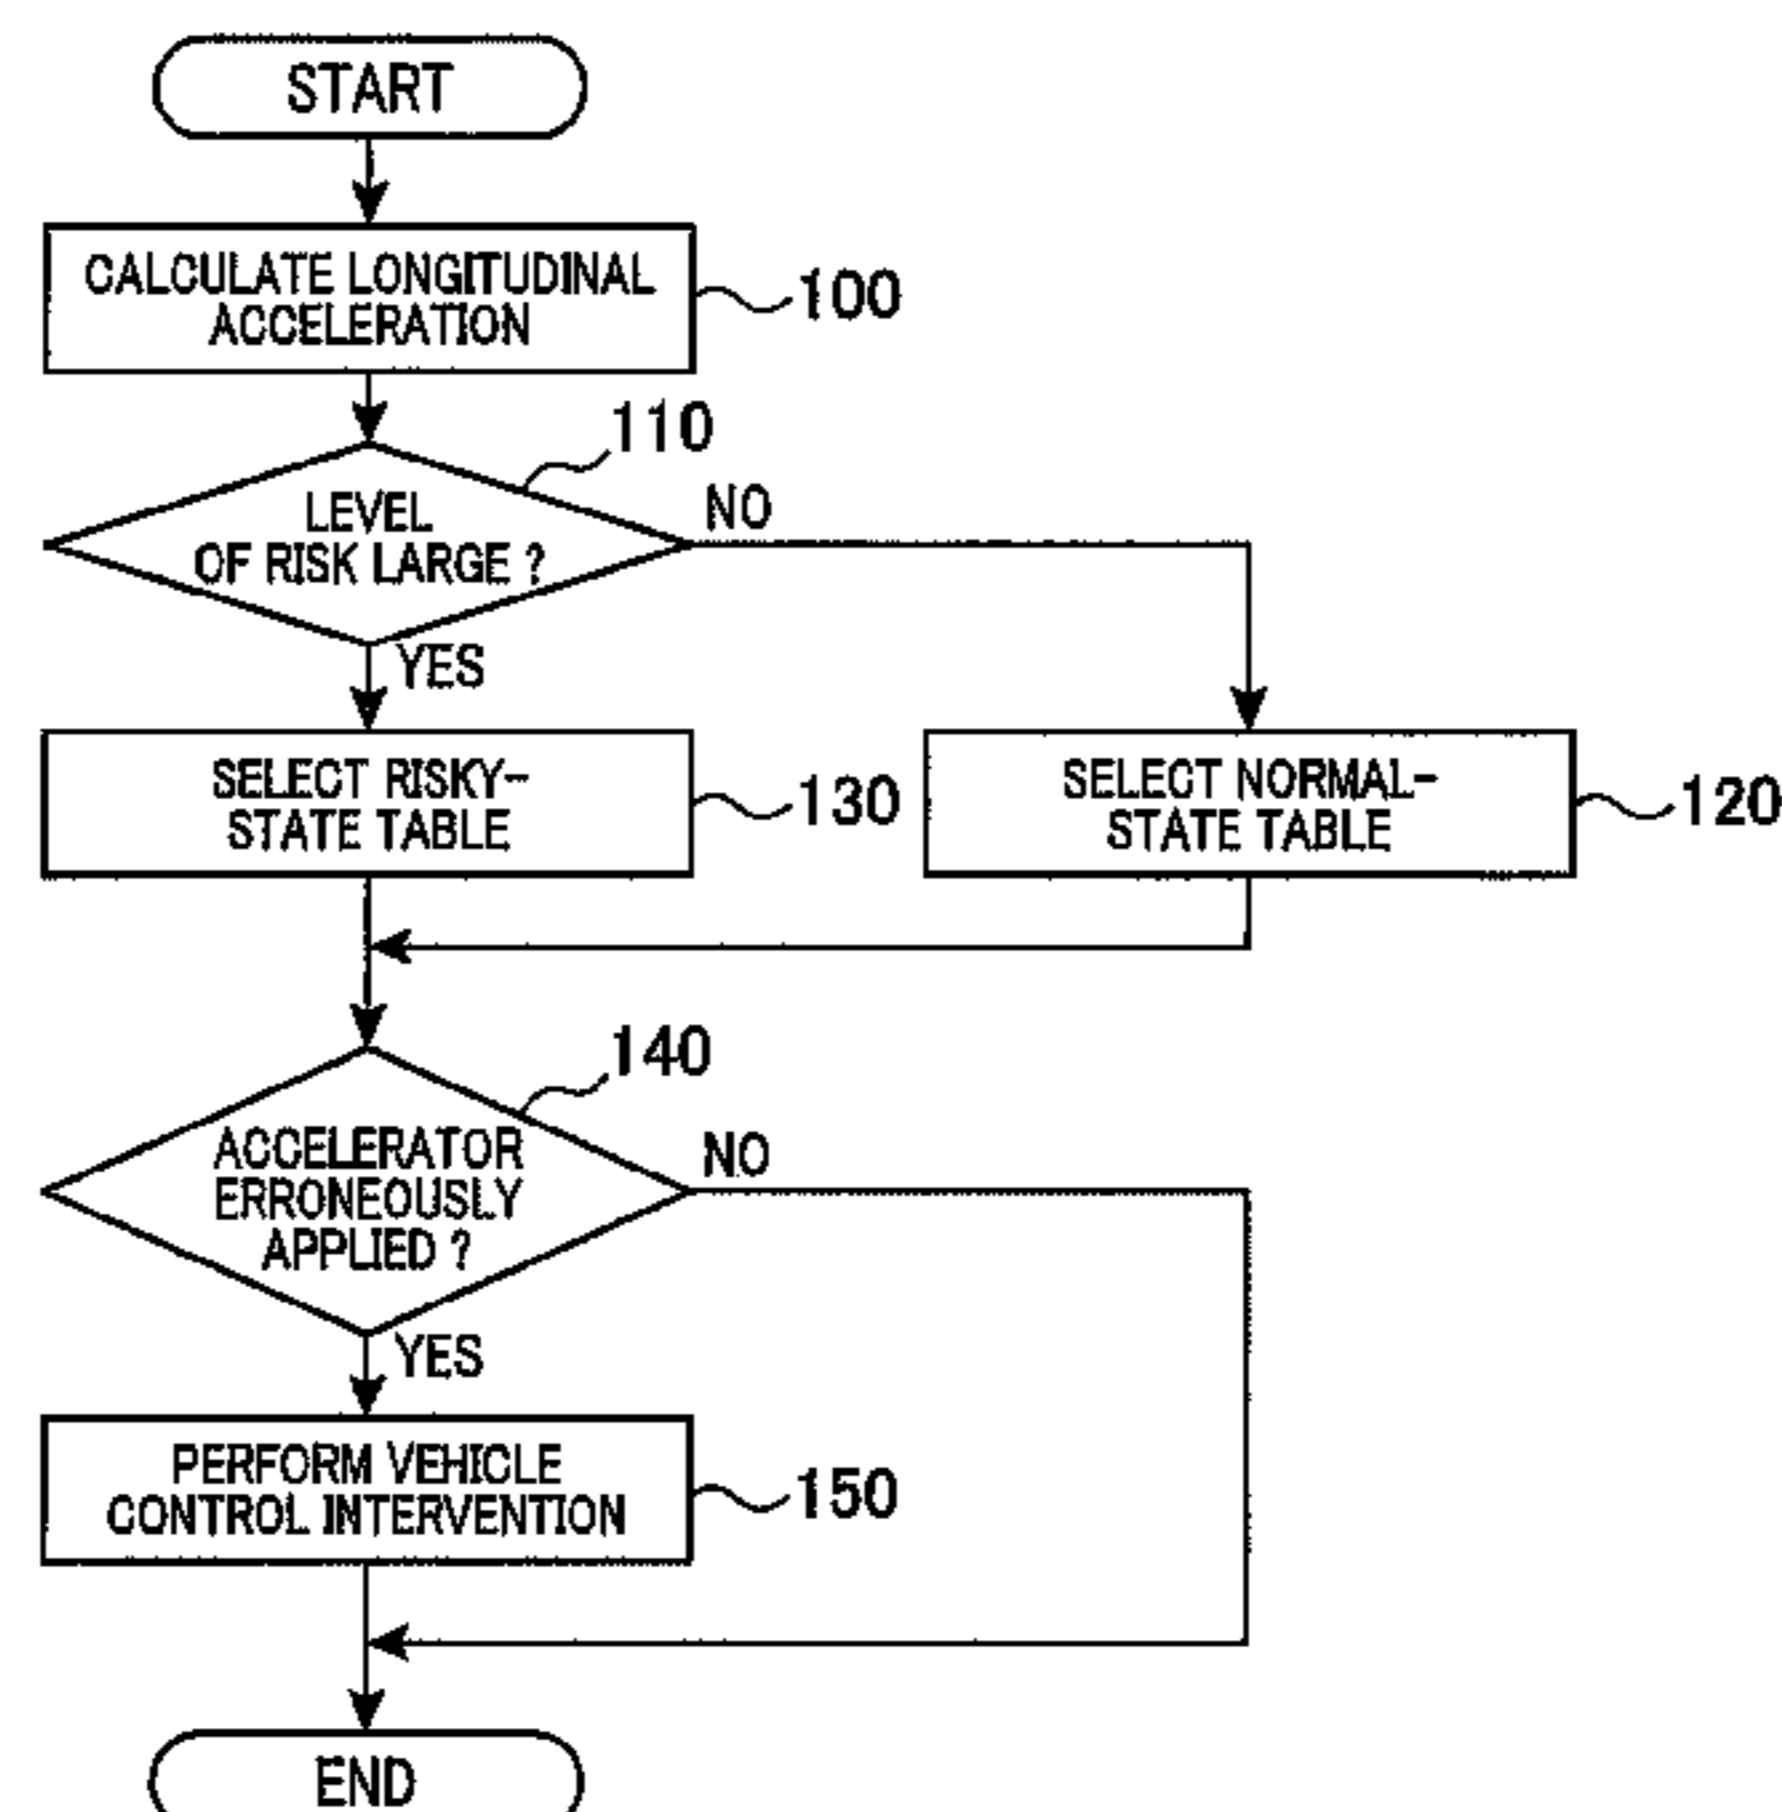 START
CALCULATE LONGITUDINAL
ACCELERATION
100
110
LEVEL
OF RISK LARGE ?
NO
YES
SELECT RISKY-
STATE TABLE
130
SELECT NORMAL-
STATE TABLE
120
140
ACCELERATOR
ERRONEOUSLY
APPLIED ?
NO
YES
PERFORM VEHICLE
CONTROL INTERVENTION
150
END